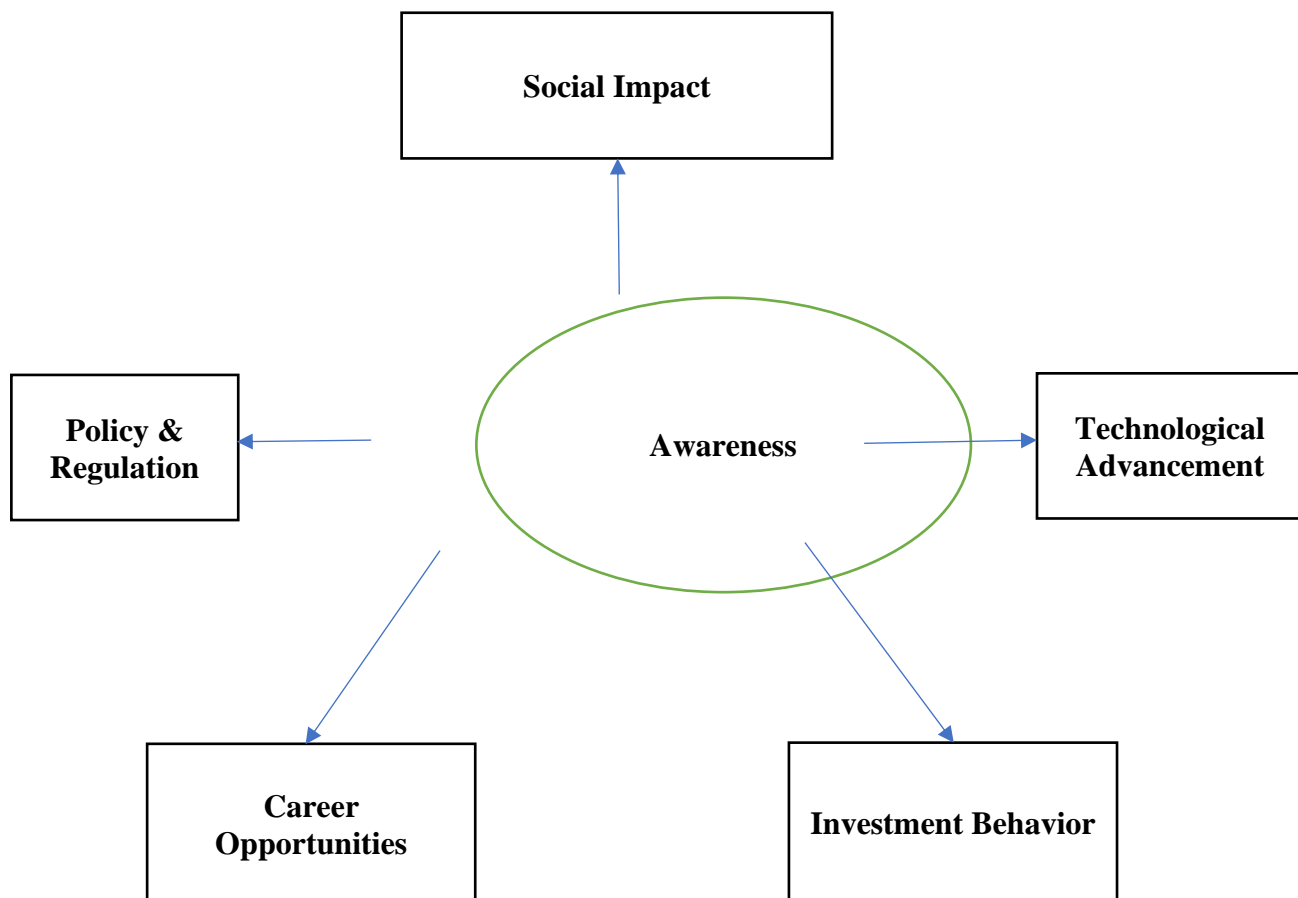 Social Impact
Policy &
Regulation
Awareness
Technological
Advancement
Career
Opportunities
Investment Behavior